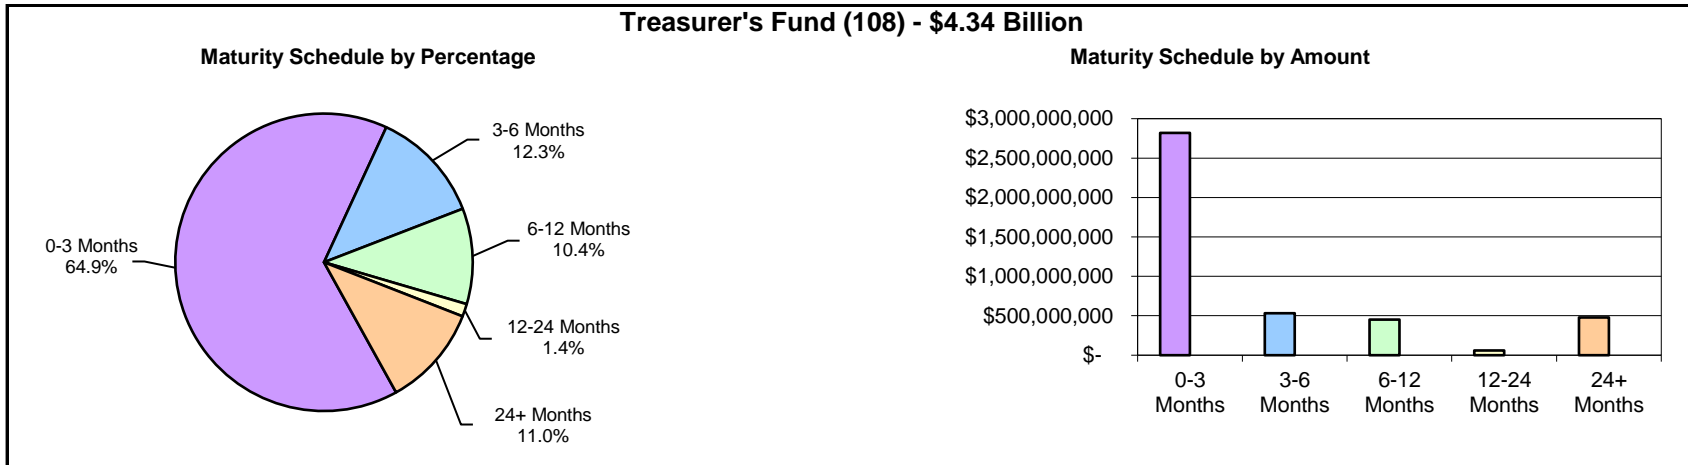 Treasurer's Fund (108) - $4.34 Billion
Maturity Schedule by Percentage
3-6 Months
12.3%
6-12 Months
10.4%
0-3 Months
64.9%
12-24 Months
1.4%
24+ Months
11.0%
Maturity Schedule by Amount
$3,000,000,000
$2,500,000,000
$2,000,000,000
$1,500,000,000
$1,000,000,000
$500,000,000
$-
0-3
Months
3-6
Months
6-12
Months
12-24
Months
24+
Months